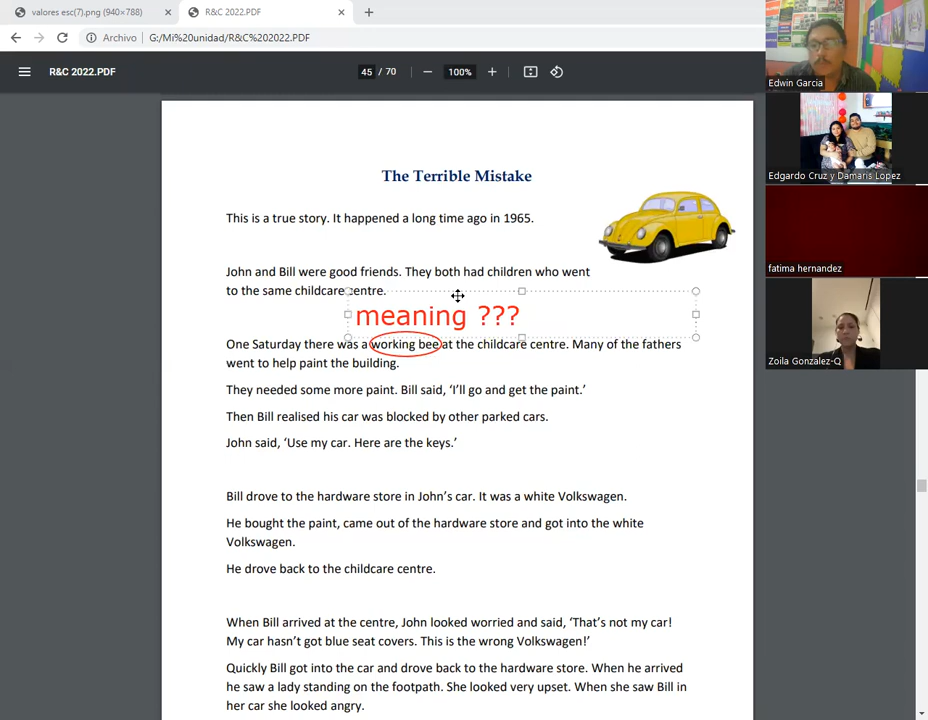 valores esc(7).png (940×788)
R&C 2022.PDF
Archivo
G:/Mi%20unidad/R&C%202022.PDF
R&C 2022.PDF
45 / 70
100%
The Terrible Mistake
This is a true story. It happened a long time ago in 1965.
John and Bill were good friends. They both had children who went
to the same childcare centre.
meaning ???
One Saturday there was a working bee at the childcare centre. Many of the fathers
went to help paint the building.
They needed some more paint. Bill said, ‘I’ll go and get the paint.’
Then Bill realised his car was blocked by other parked cars.
John said, ‘Use my car. Here are the keys.’
Bill drove to the hardware store in John’s car. It was a white Volkswagen.
He bought the paint, came out of the hardware store and got into the white
Volkswagen.
He drove back to the childcare centre.
When Bill arrived at the centre, John looked worried and said, ‘That’s not my car!
My car hasn’t got blue seat covers. This is the wrong Volkswagen!’
Quickly Bill got into the car and drove back to the hardware store. When he arrived
he saw a lady standing on the footpath. She looked very upset. When she saw Bill in
her car she looked angry.
Edwin Garcia
Edgardo Cruz y Damaris Lopez
fatima hernandez
Zoila Gonzalez-Q